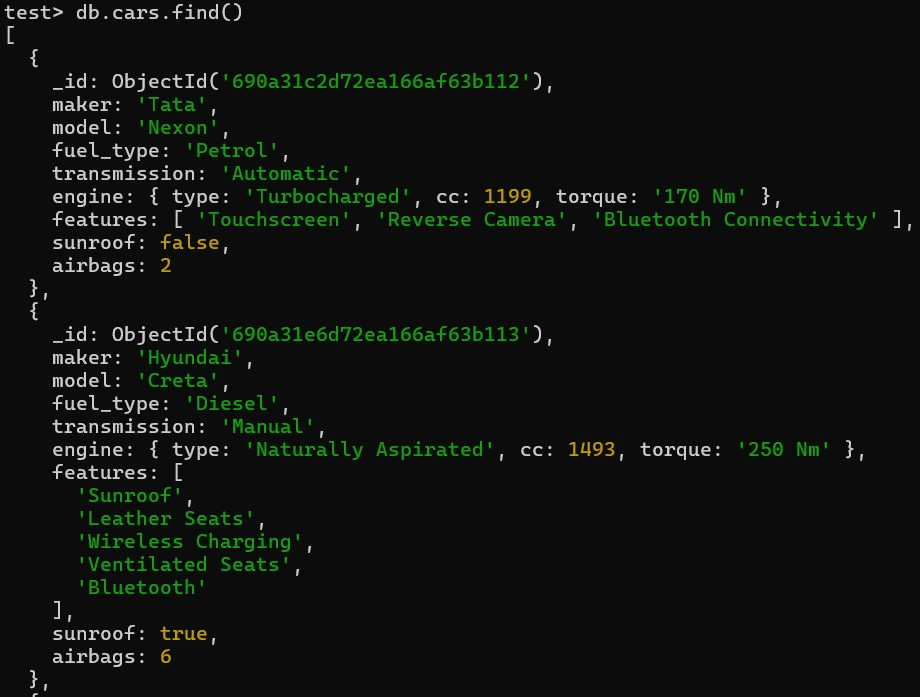 test> db.cars.find()
[
  {
    _id: ObjectId('690a31c2d72ea166af63b112'),
    maker: 'Tata',
    model: 'Nexon',
    fuel_type: 'Petrol',
    transmission: 'Automatic',
    engine: { type: 'Turbocharged', cc: 1199, torque: '170 Nm' },
    features: [ 'Touchscreen', 'Reverse Camera', 'Bluetooth Connectivity' ],
    sunroof: false,
    airbags: 2
  },
  {
    _id: ObjectId('690a31e6d72ea166af63b113'),
    maker: 'Hyundai',
    model: 'Creta',
    fuel_type: 'Diesel',
    transmission: 'Manual',
    engine: { type: 'Naturally Aspirated', cc: 1493, torque: '250 Nm' },
    features: [
      'Sunroof',
      'Leather Seats',
      'Wireless Charging',
      'Ventilated Seats',
      'Bluetooth'
    ],
    sunroof: true,
    airbags: 6
  },